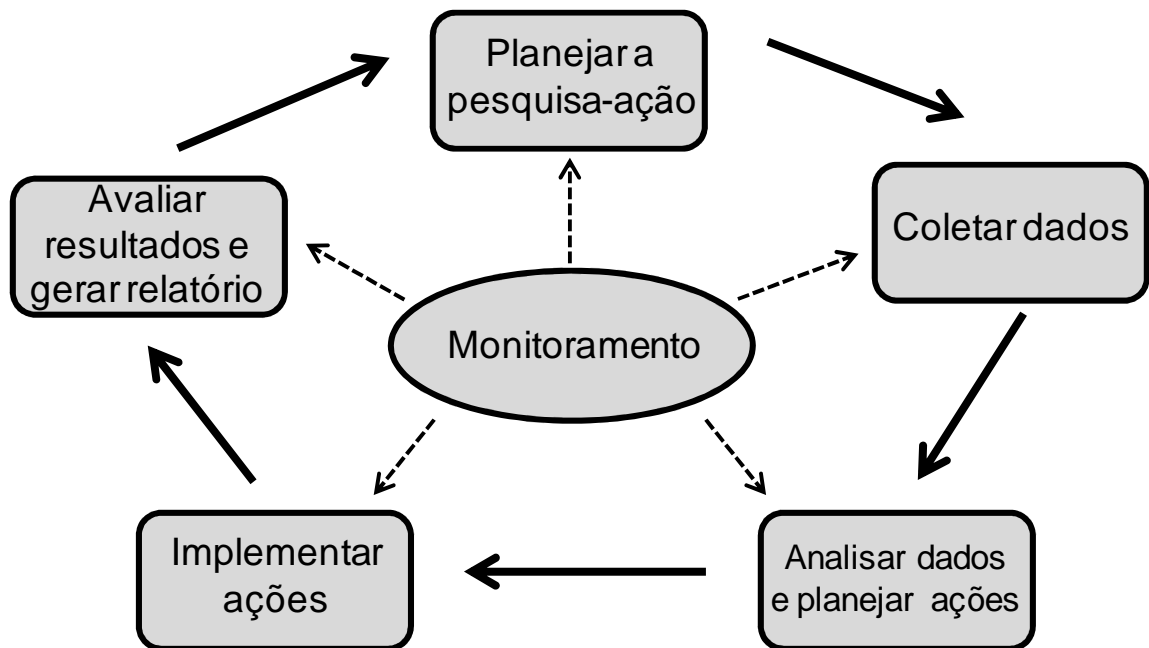 Planejar a
pesquisa-ação
Coletar dados
Analisar dados
e planejar ações
Implementar
ações
Avaliar
resultados e
gerar relatório
Monitoramento